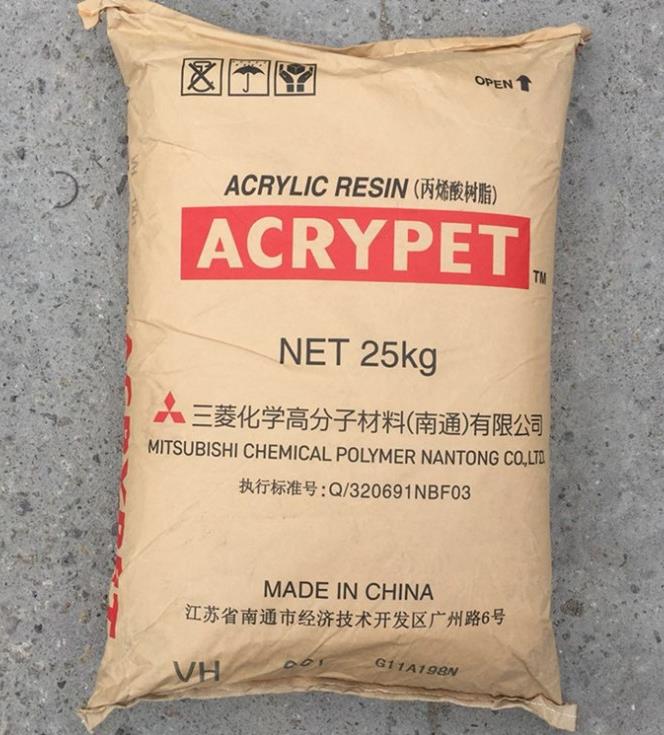 OPEN
ACRYLIC RESIN (丙烯酸树脂)
ACRYPET TM
NET 25kg
三菱化学高分子材料(南通)有限公司
MITSUBISHI CHEMICAL POLYMER NANTONG CO.,LTD.
执行标准号:Q/320691NBF03
MADE IN CHINA
江苏省南通市经济技术开发区广州路6号
VH 001 G11A198N
ACRYPET